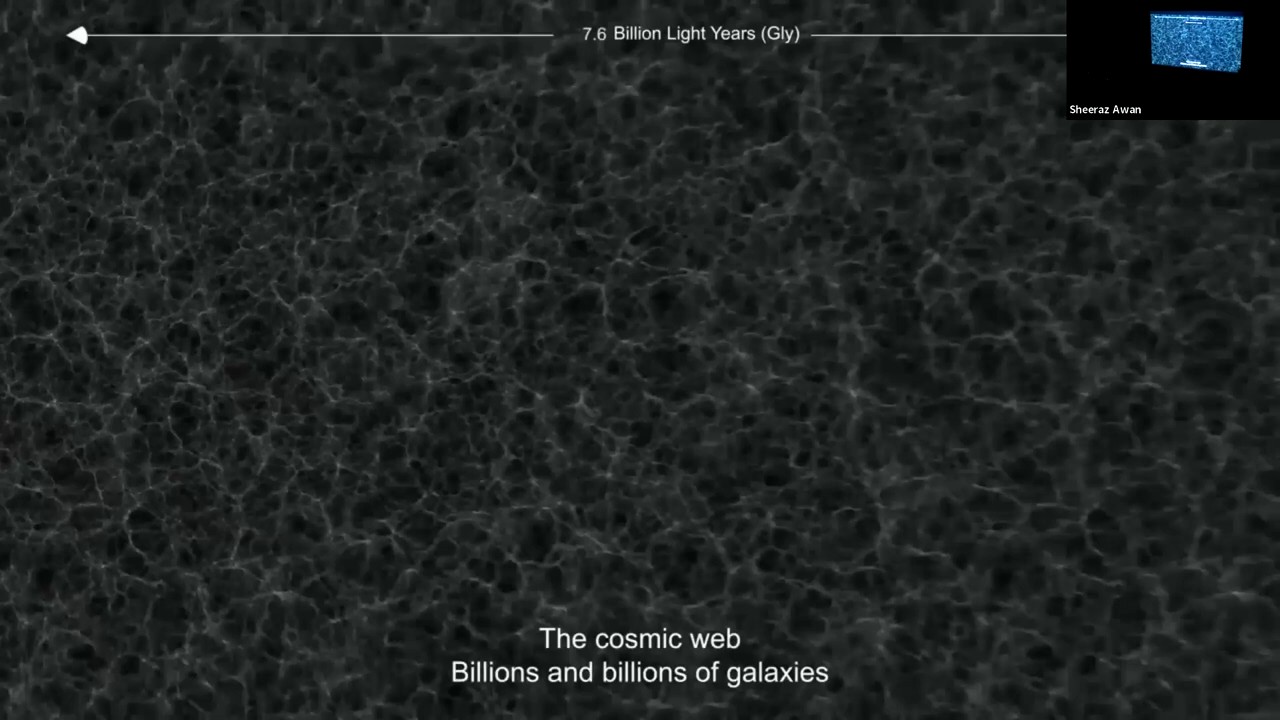 7.6 Billion Light Years (Gly)
Sheeraz Awan
The cosmic web
Billions and billions of galaxies